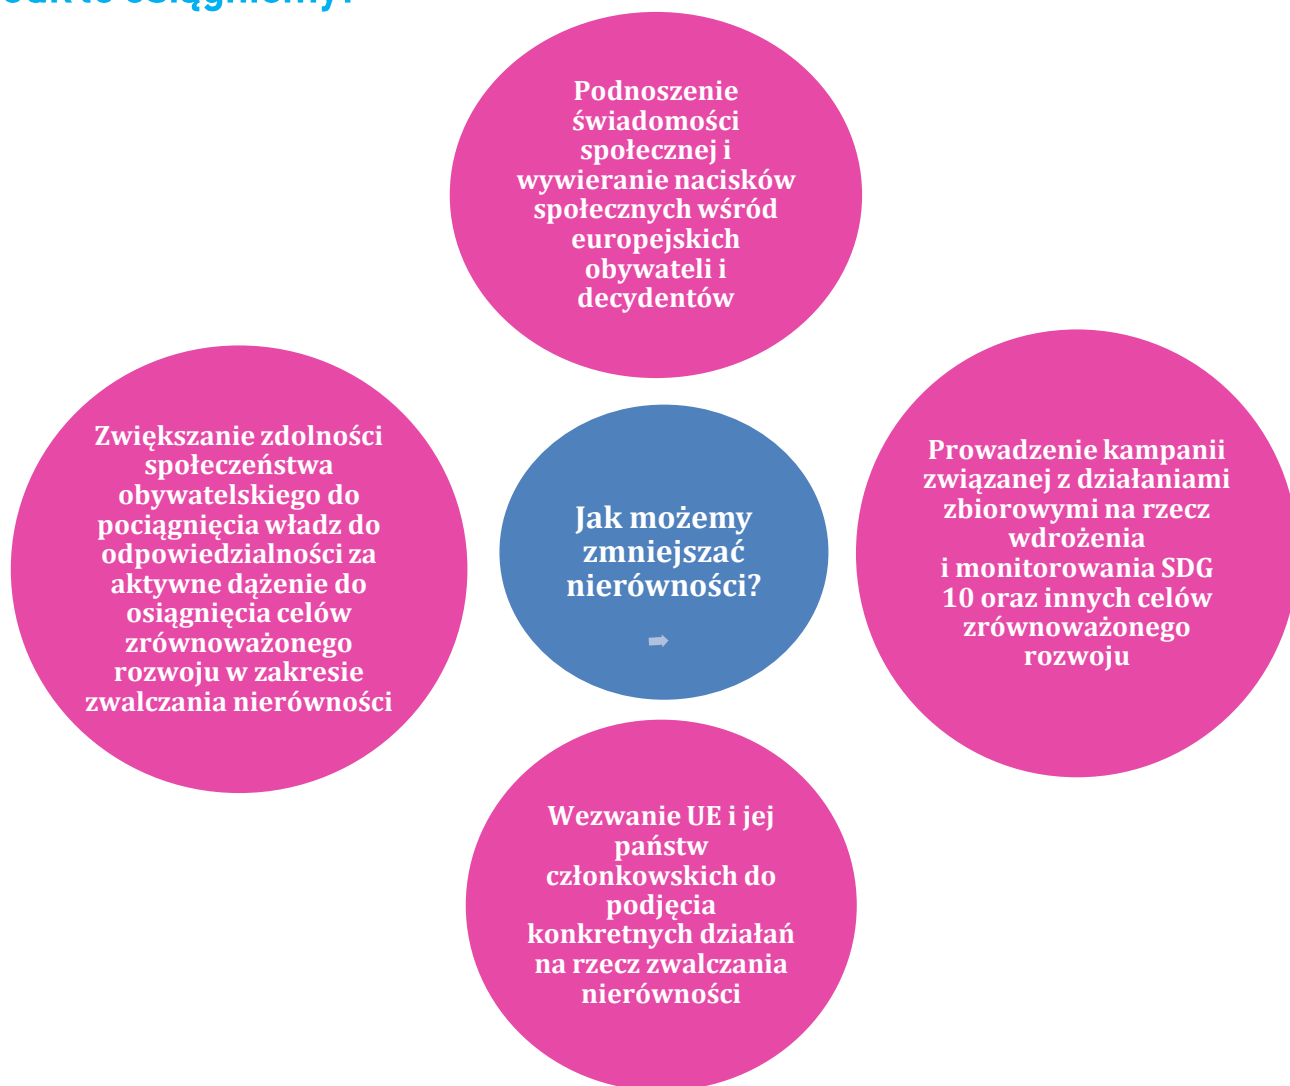 Jak to osiągniemy?
Podnoszenie
świadomości
społecznej i
wywieranie nacisków
społecznych wśród
europejskich
obywateli i
decydentów
Zwiększanie zdolności
społeczeństwa
obywatelskiego do
pociągnięcia władz do
odpowiedzialności za
aktywne dążenie do
osiągnięcia celów
zrównoważonego
rozwoju w zakresie
zwalczania nierówności
Jak możemy
zmniejszać
nierówności?
Prowadzenie kampanii
związanej z działaniami
zbiorowymi na rzecz
wdrożenia
i monitorowania SDG
10 oraz innych celów
zrównoważonego
rozwoju
Wezwanie UE i jej
państw
członkowskich do
podjęcia
konkretnych działań
na rzecz zwalczania
nierówności